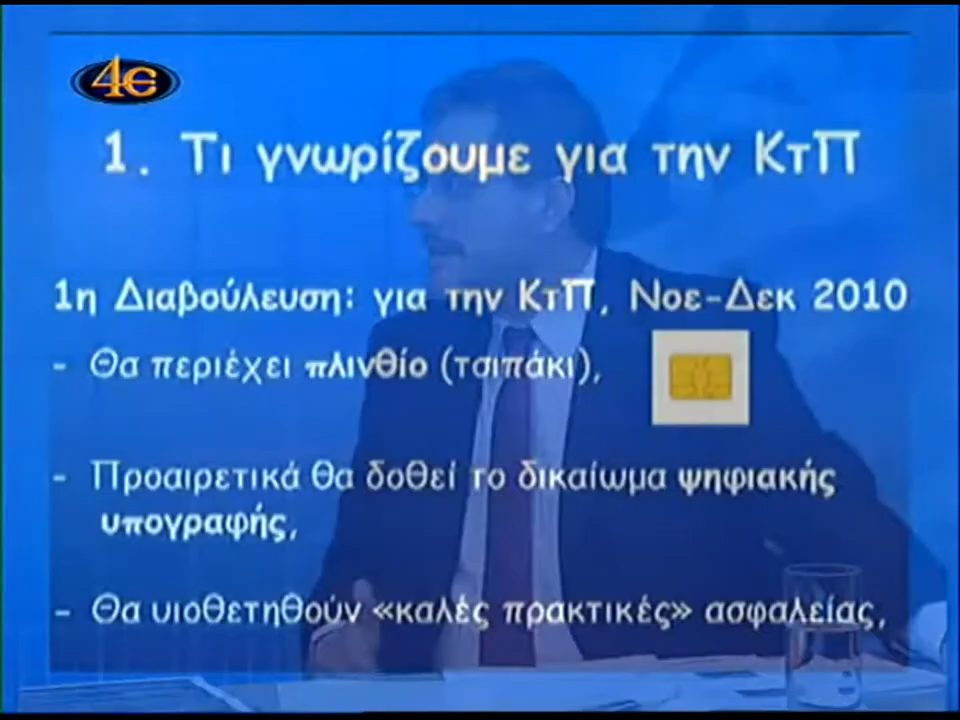 4ε
1. Τι γνωρίζουμε για την ΚτΠ
1η Διαβούλευση: για την ΚτΠ, Νοε-Δεκ 2010
- Θα περιέχει πλινθίο (τσιπάκι),
- Προαιρετικά θα δοθεί το δικαίωμα ψηφιακής
υπογραφής,
- Θα υιοθετηθούν «καλές πρακτικές» ασφαλείας,